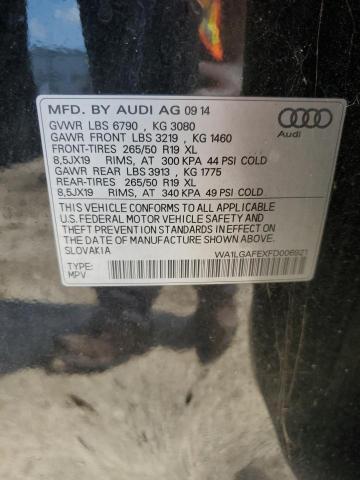 MFD. BY AUDI AG 09 14
GVWR LBS 6790 , KG 3080
GAWR FRONT LBS 3219 , KG 1460
FRONT-TIRES 265/50 R19 XL
8,5JX19 RIMS, AT 300 KPA 44 PSI COLD
GAWR REAR LBS 3913 , KG 1775
REAR-TIRES 265/50 R19 XL
8,5JX19 RIMS, AT 340 KPA 49 PSI COLD
THIS VEHICLE CONFORMS TO ALL APPLICABLE
U.S. FEDERAL MOTOR VEHICLE SAFETY AND
THEFT PREVENTION STANDARDS IN EFFECT ON
THE DATE OF MANUFACTURE SHOWN ABOVE.
SLOVAKIA
TYPE:
MPV
WA1LGAFEXFD006921
Audi